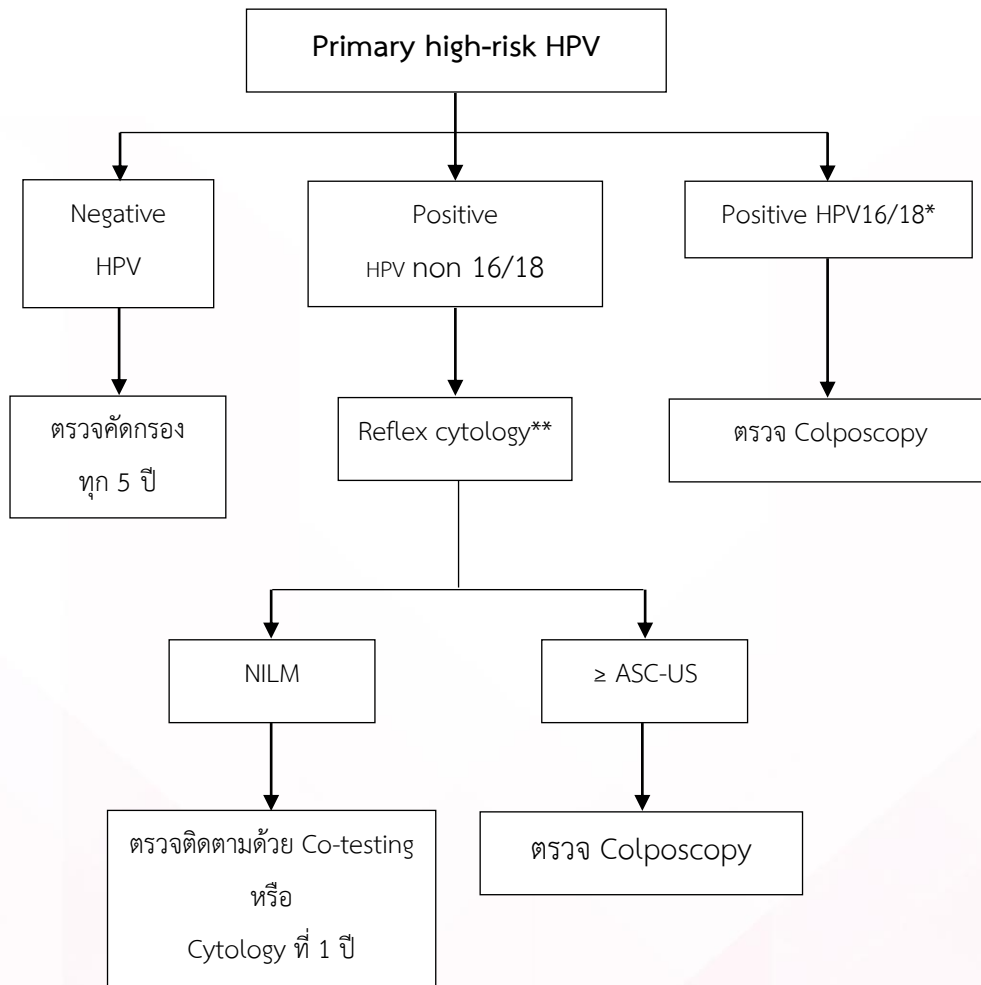 Primary high-risk HPV
Negative
HPV
Positive
HPV non 16/18
Positive HPV16/18*
ตรวจคัดกรอง
ทุก 5 ปี
Reflex cytology**
ตรวจ Colposcopy
NILM
≥ ASC-US
ตรวจติดตามด้วย Co-testing
หรือ
Cytology ที่ 1 ปี
ตรวจ Colposcopy